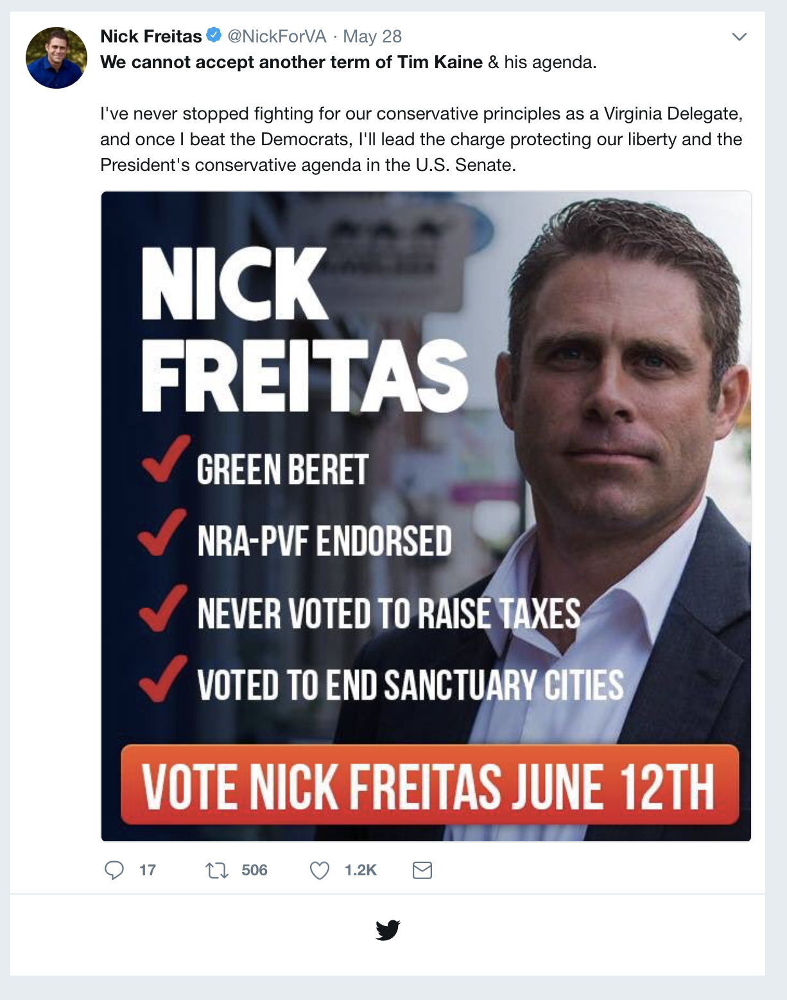 Nick Freitas @NickForVA · May 28
We cannot accept another term of Tim Kaine & his agenda.
I've never stopped fighting for our conservative principles as a Virginia Delegate,
and once I beat the Democrats, I'll lead the charge protecting our liberty and the
President's conservative agenda in the U.S. Senate.
NICK
FREITAS
GREEN BERET
NRA-PVF ENDORSED
NEVER VOTED TO RAISE TAXES
VOTED TO END SANCTUARY CITIES
VOTE NICK FREITAS JUNE 12TH
17 506 1.2K